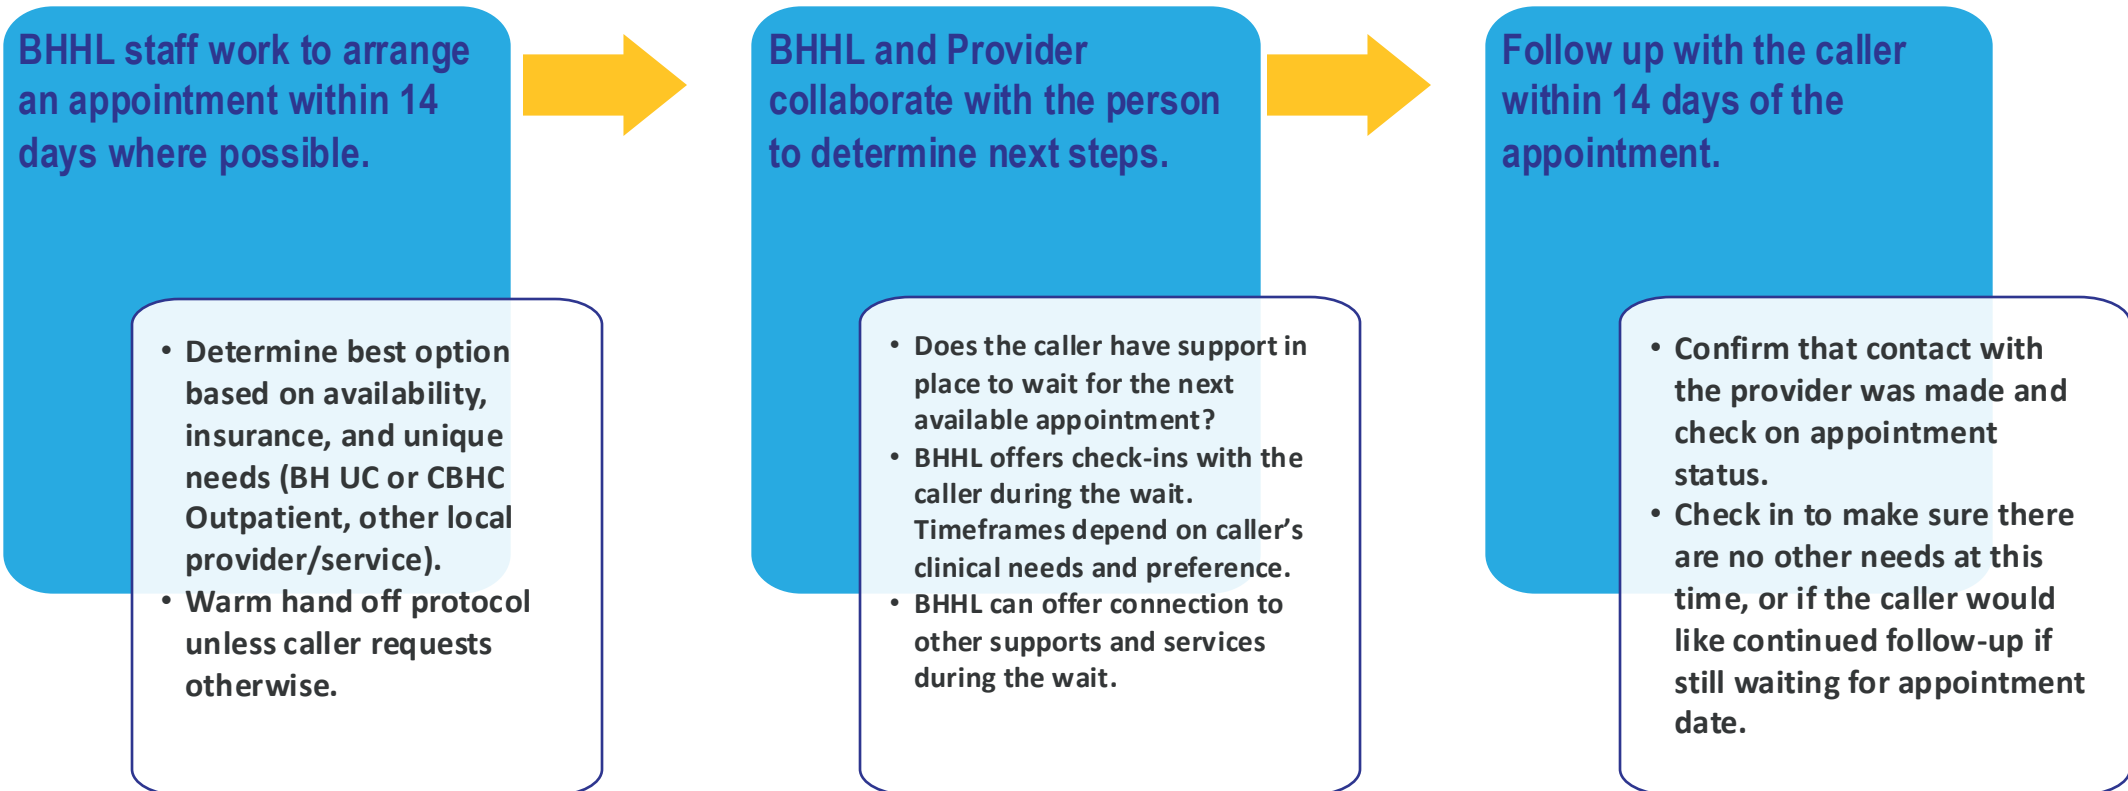 BHHL staff work to arrange
an appointment within 14
days where possible.
• Determine best option
based on availability,
insurance, and unique
needs (BH UC or CBHC
Outpatient, other local
provider/service).
• Warm hand off protocol
unless caller requests
otherwise.
BHHL and Provider
collaborate with the person
to determine next steps.
• Does the caller have support in
place to wait for the next
available appointment?
• BHHL offers check-ins with the
caller during the wait.
Timeframes depend on caller’s
clinical needs and preference.
• BHHL can offer connection to
other supports and services
during the wait.
Follow up with the caller
within 14 days of the
appointment.
• Confirm that contact with
the provider was made and
check on appointment
status.
• Check in to make sure there
are no other needs at this
time, or if the caller would
like continued follow-up if
still waiting for appointment
date.